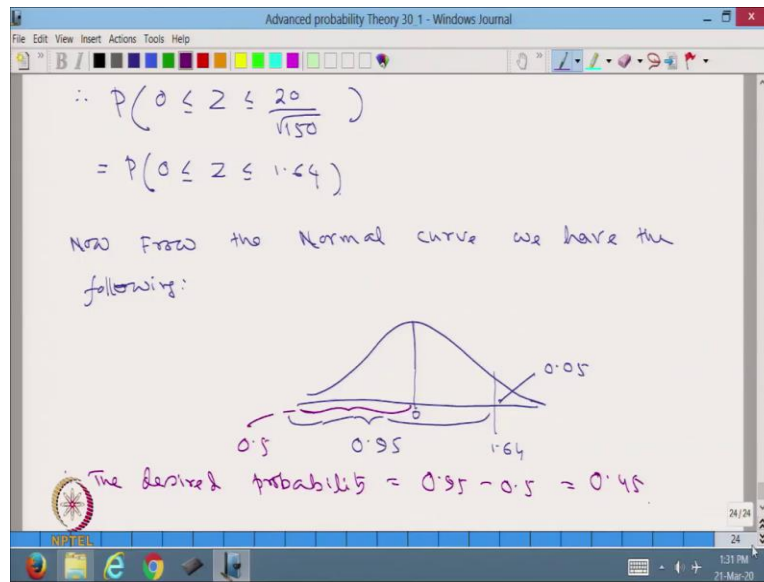 Advanced probability Theory 30_1 - Windows Journal
File Edit View Insert Actions Tools Help
B I
∴ P(0 ≤ Z ≤ 20/√150)
= P(0 ≤ Z ≤ 1.64)
Now From the Normal curve we have the
following:
0.05
0
0.5 0.95 1.64
∴ The desired probability = 0.95 - 0.5 = 0.45
NPTEL
24/24
24
1:31 PM
21-Mar-20